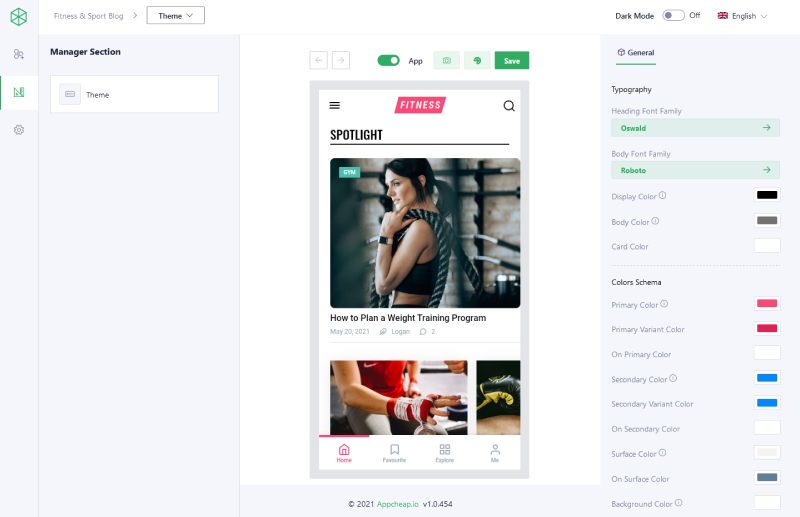 Fitness & Sport Blog
Theme
Dark Mode
Off
English
Manager Section
Theme
App
Save
FITNESS
SPOTLIGHT
GYM
How to Plan a Weight Training Program
May 20, 2021 Logan 2
Home
Favourite
Explore
Me
© 2021 Appcheap.io v1.0.454
General
Typography
Heading Font Family
Oswald
Body Font Family
Roboto
Display Color
Body Color
Card Color
Colors Schema
Primary Color
Primary Variant Color
On Primary Color
Secondary Color
Secondary Variant Color
On Secondary Color
Surface Color
On Surface Color
Background Color